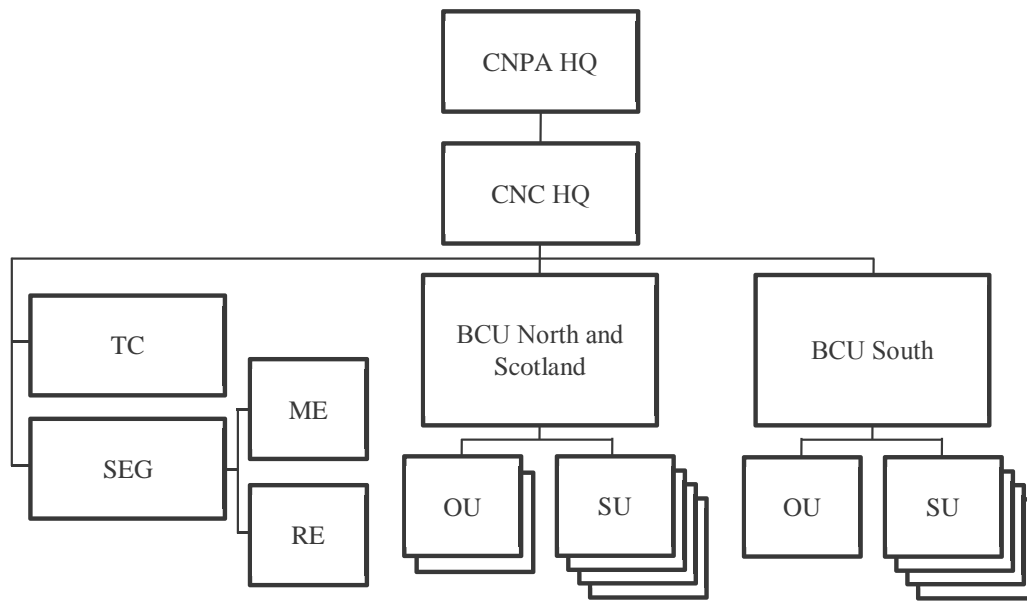 CNPA HQ
CNC HQ
TC
BCU North and
Scotland
BCU South
ME
SEG
OU
SU
OU
SU
RE